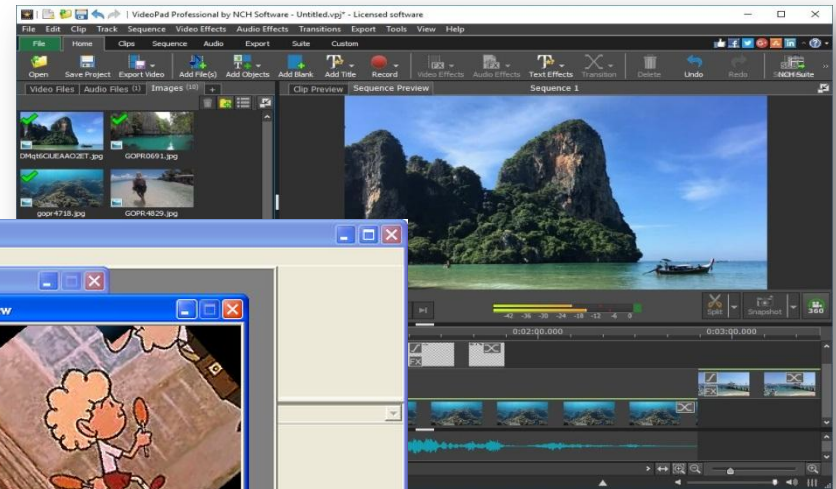 VideoPad Professional by NCH Software - Untitled.vpj* - Licensed software
File Edit Clip Track Sequence Video Effects Audio Effects Transitions Export Tools View Help
File Home Clips Sequence Audio Export Suite Custom
Open Save Project Export Video Add File(s) Add Objects Add Blank Add Title Record Video Effects Audio Effects Text Effects Transition Delete Undo Redo
Video Files Audio Files (1) Images (10) + Clip Preview Sequence Preview Sequence 1
GOPR0691.jpg
gopr4718.jpg GOPR4829.jpg
-42 -36 -30 -24 -18 -12 -6 0
Split Snapshot 360
0:02:00.000 0:03:00.000
FX
FX